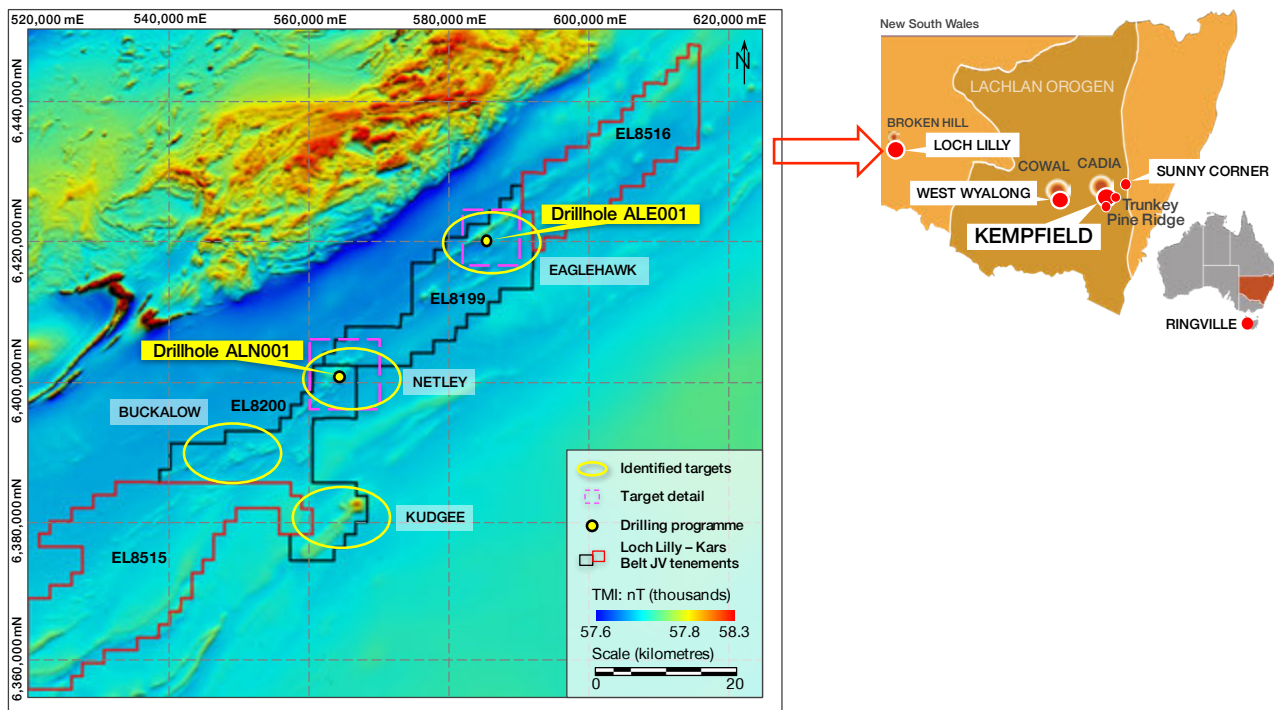 520,000 mE
540,000 mE
560,000 mE
580,000 mE
600,000 mE
620,000 mE
6,440,000mN
6,420,000mN
6,400,000mN
6,380,000mN
6,360,000mN
N
EL8516
Drillhole ALE001
EAGLEHAWK
EL8199
Drillhole ALN001
NETLEY
EL8200
BUCKALOW
KUDGEE
EL8515
Identified targets
Target detail
Drilling programme
Loch Lilly – Kars
Belt JV tenements
TMI: nT (thousands)
57.6 57.8 58.3
Scale (kilometres)
0 20
New South Wales
LACHLAN OROGEN
BROKEN HILL
LOCH LILLY
COWAL
CADIA
SUNNY CORNER
WEST WYALONG
Trunkey
Pine Ridge
KEMPFIELD
RINGVILLE